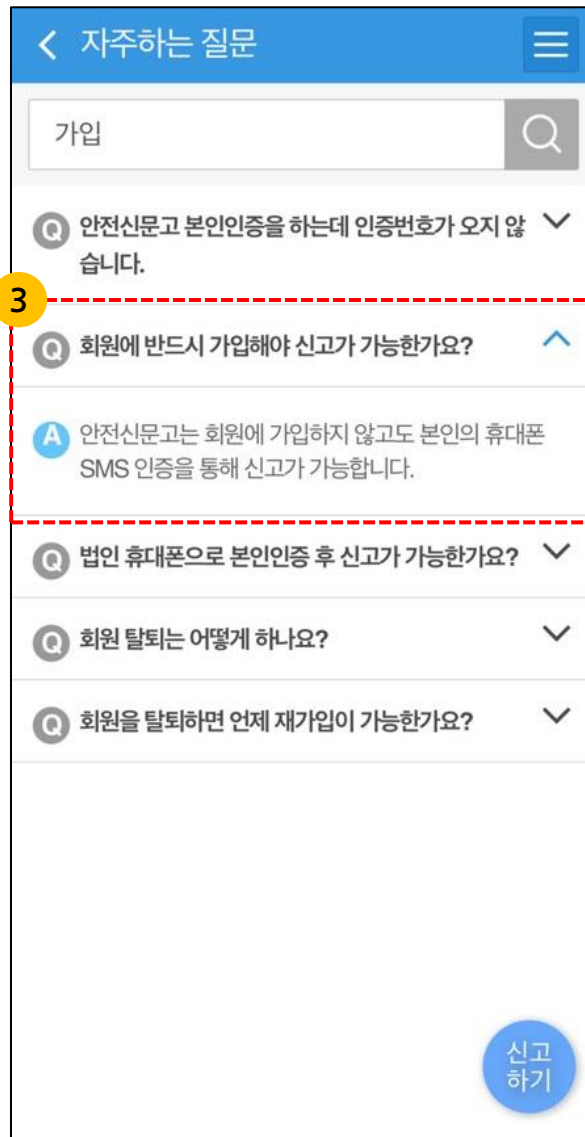 자주하는 질문
가입
Q 안전신문고 본인인증을 하는데 인증번호가 오지 않
습니다.
3
Q 회원에 반드시 가입해야 신고가 가능한가요?
A 안전신문고는 회원에 가입하지 않고도 본인의 휴대폰
SMS 인증을 통해 신고가 가능합니다.
Q 법인 휴대폰으로 본인인증 후 신고가 가능한가요?
Q 회원 탈퇴는 어떻게 하나요?
Q 회원을 탈퇴하면 언제 재가입이 가능한가요?
신고
하기